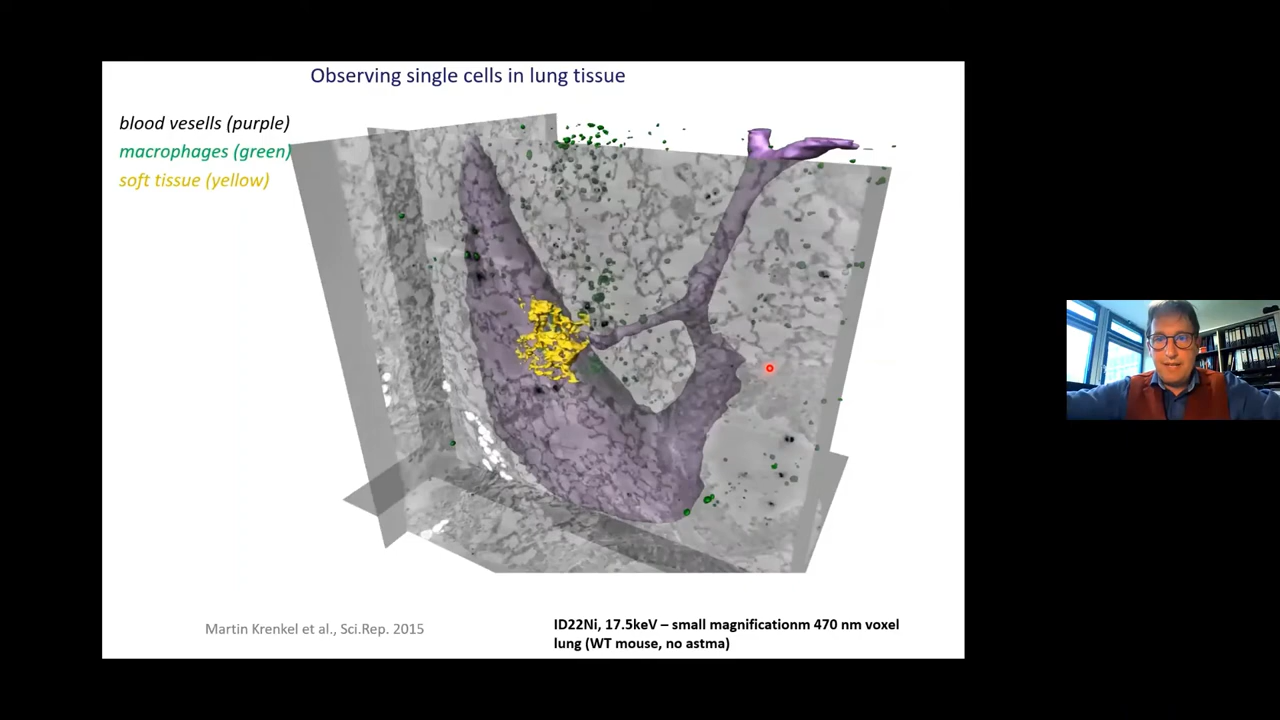 Observing single cells in lung tissue
blood vesells (purple)
macrophages (green)
soft tissue (yellow)
Martin Krenkel et al., Sci.Rep. 2015
ID22Ni, 17.5keV – small magnificationm 470 nm voxel
lung (WT mouse, no astma)